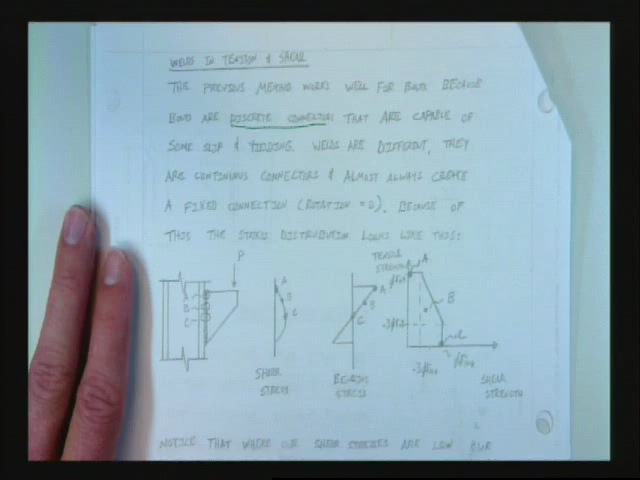 WELDS IN TENSION & SHEAR
THE PREVIOUS METHOD WORKS WELL FOR BOLTS BECAUSE
BOLTS ARE DISCRETE CONNECTORS THAT ARE CAPABLE OF
SOME SLIP & YIELDING. WELDS ARE DIFFERENT, THEY
ARE CONTINUOUS CONNECTORS & ALMOST ALWAYS CREATE
A FIXED CONNECTION (ROTATION = 0). BECAUSE OF
THIS THE STRESS DISTRIBUTION LOOKS LIKE THIS:
P
A
B
C
A
B
C
SHEAR
STRESS
A
B
C
BENDING
STRESS
TENSILE
STRENGTH
A
B
C
SHEAR
STRENGTH
NOTICE THAT WHERE OUR SHEAR STRESSES ARE LOW OUR